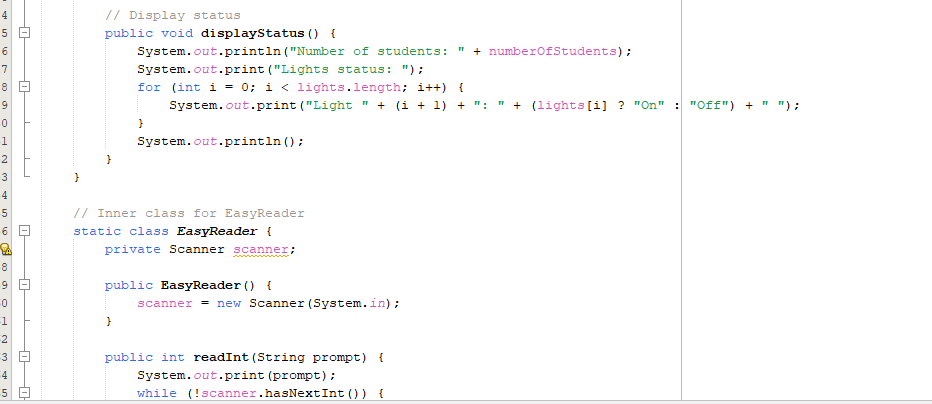 4 // Display status
5 public void displayStatus() {
6 System.out.println("Number of students: " + numberOfStudents);
7 System.out.print("Lights status: ");
8 for (int i = 0; i < lights.length; i++) {
9 System.out.print("Light " + (i + 1) + ": " + (lights[i] ? "On" : "Off") + " ");
0 }
1 System.out.println();
2 }
3 }
4
5 // Inner class for EasyReader
6 static class EasyReader {
private Scanner scanner;
8
9 public EasyReader() {
0 scanner = new Scanner(System.in);
1 }
2
3 public int readInt(String prompt) {
4 System.out.print(prompt);
5 while (!scanner.hasNextInt()) {